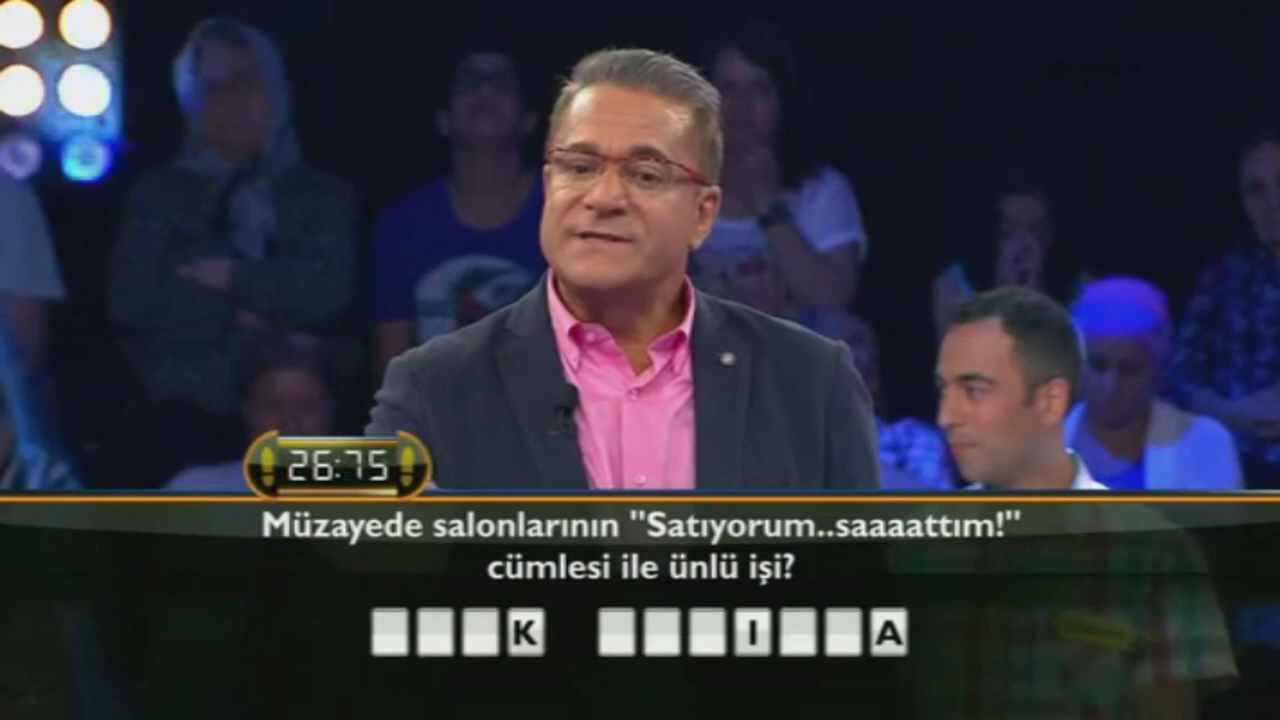 26:75
Müzayede salonlarının "Satıyorum..saaaattım!"
cümlesi ile ünlü işi?
K I A